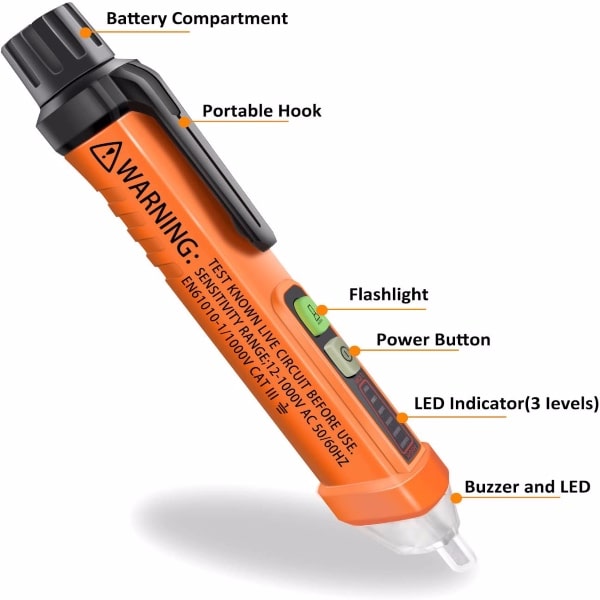 Battery Compartment
Portable Hook
WARNING:
TEST KNOWN LIVE CIRCUIT BEFORE USE.
SENSITIVITY RANGE;12-1000V AC 50/60HZ
EN61010-1/1000V CAT III
Flashlight
Power Button
LED Indicator(3 levels)
Buzzer and LED